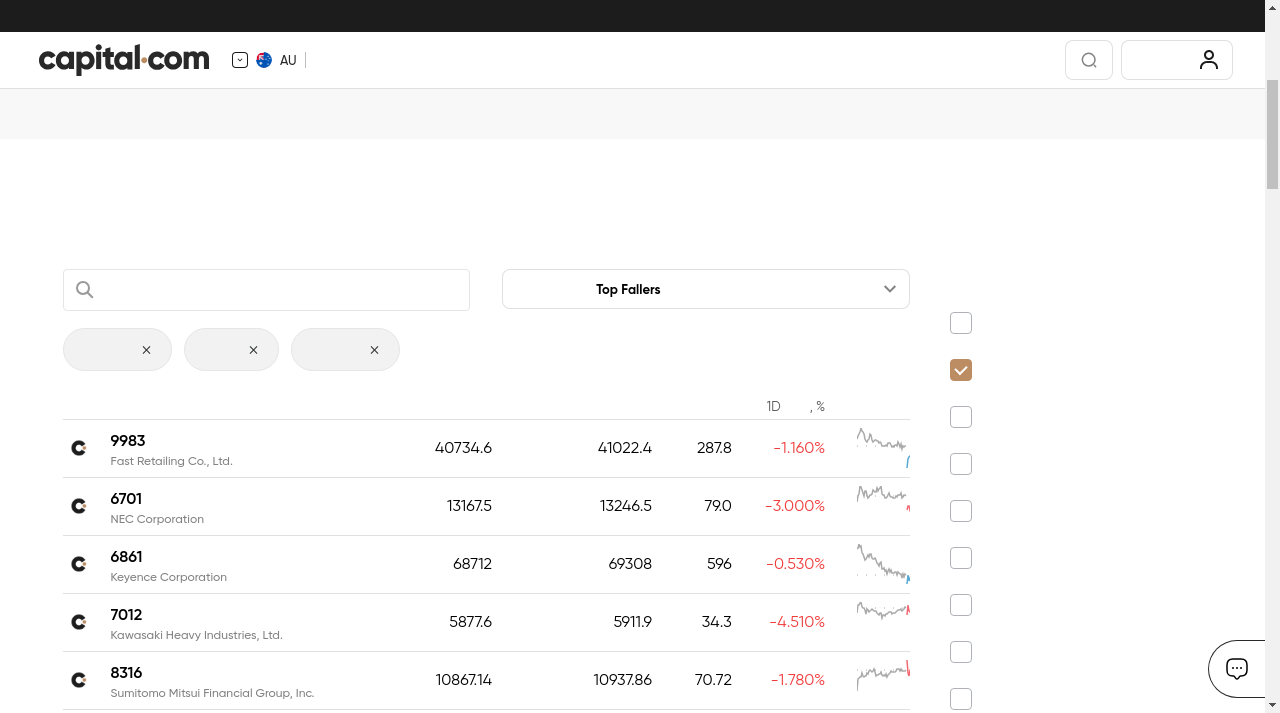 capital.com
AU
Top Fallers
1D , %
9983 40734.6 41022.4 287.8 -1.160%
Fast Retailing Co., Ltd.
6701 13167.5 13246.5 79.0 -3.000%
NEC Corporation
6861 68712 69308 596 -0.530%
Keyence Corporation
7012 5877.6 5911.9 34.3 -4.510%
Kawasaki Heavy Industries, Ltd.
8316 10867.14 10937.86 70.72 -1.780%
Sumitomo Mitsui Financial Group, Inc.